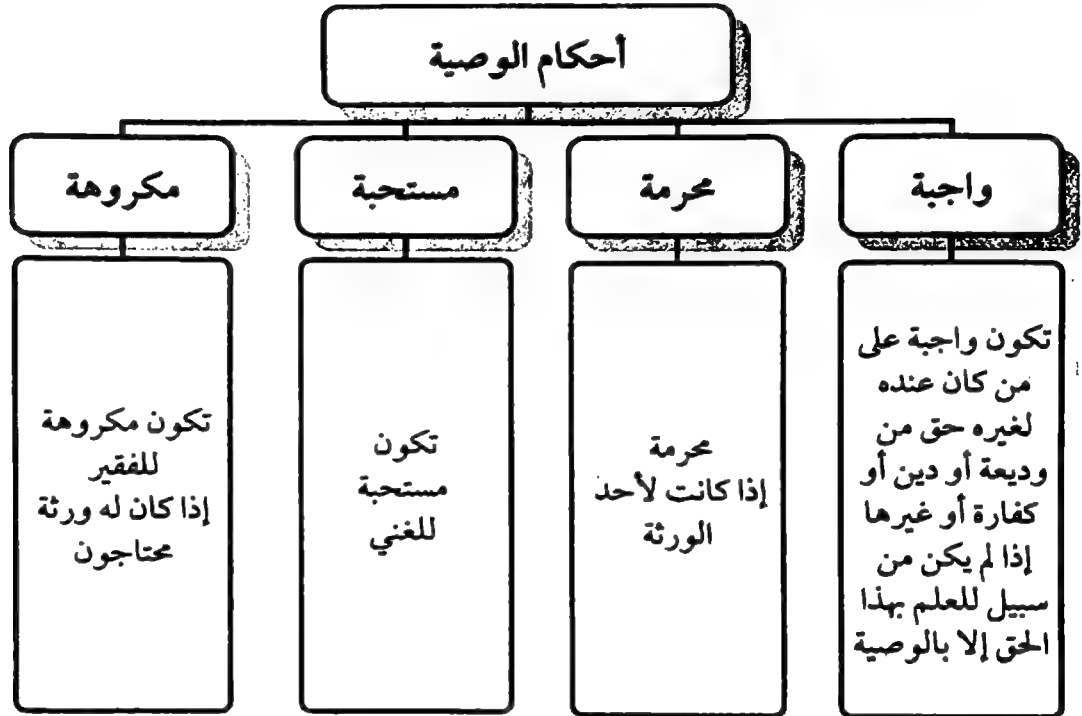 أحكام الوصية
واجبة
محرمة
مستحبة
مكروهة
تكون واجبة على
من كان عنده
لغيره حق من
وديعة أو دين أو
كفارة أو غيرها
إذا لم يكن من
سبيل للعلم بهذا
الحق إلا بالوصية
محرمة
إذا كانت لأحد
الورثة
تكون
مستحبة
للغني
تكون مكروهة
للفقير
إذا كان له ورثة
محتاجون